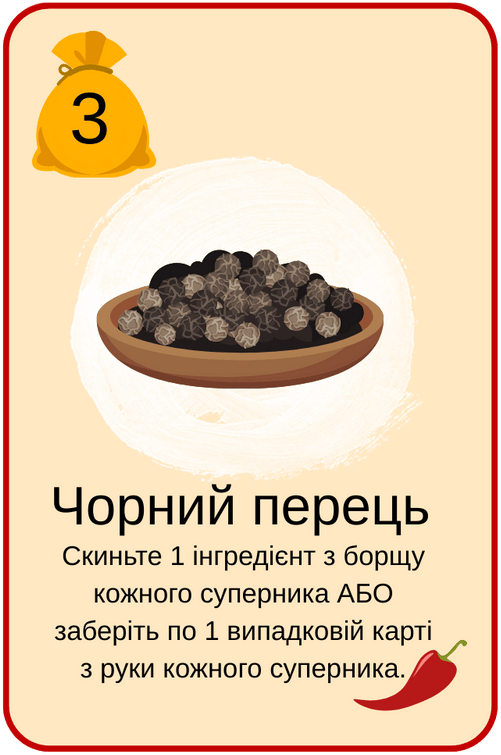 3
Чорний перець
Скиньте 1 інгредієнт з борщу
кожного суперника АБО
заберіть по 1 випадковій карті
з руки кожного суперника.